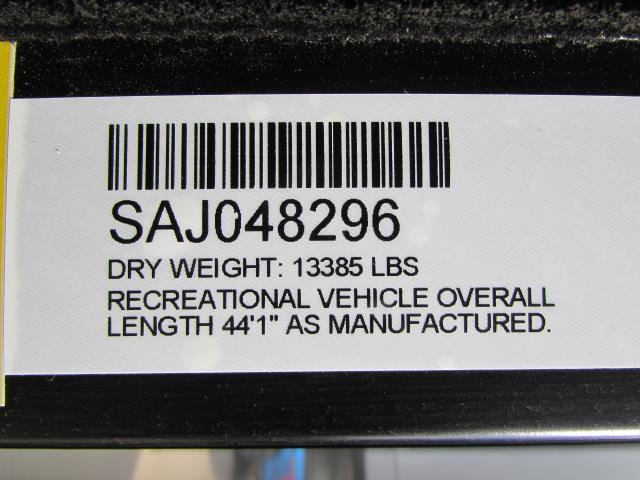 SAJ048296
DRY WEIGHT: 13385 LBS
RECREATIONAL VEHICLE OVERALL
LENGTH 44'1" AS MANUFACTURED.